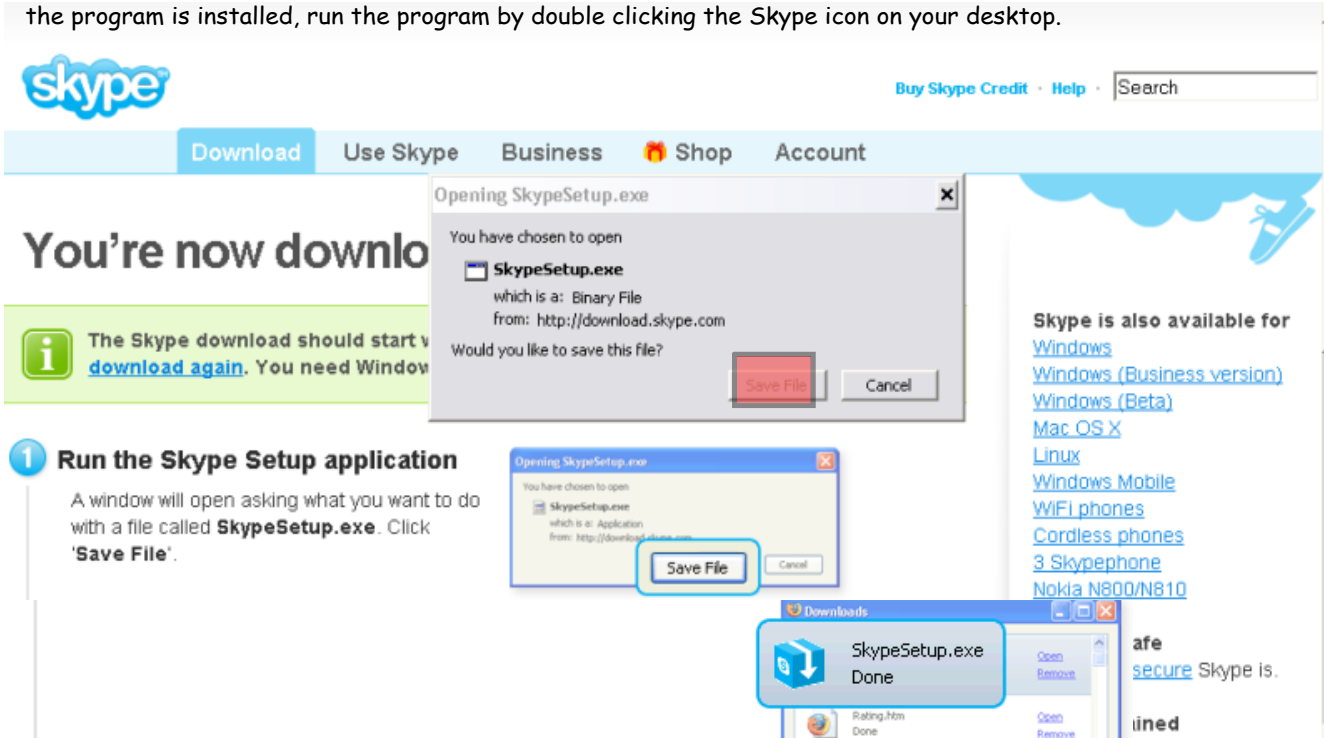 the program is installed, run the program by double clicking the Skype icon on your desktop.
skype
Buy Skype Credit · Help · Search
Download Use Skype Business Shop Account
Opening SkypeSetup.exe
You have chosen to open
SkypeSetup.exe
which is a: Binary File
from: http://download.skype.com
Would you like to save this file?
Save File Cancel
You're now downlo
The Skype download should start
download again. You need Window
Skype is also available for
Windows
Windows (Business version)
Windows (Beta)
Mac OS X
Linux
Windows Mobile
WiFi phones
Cordless phones
3 Skypephone
Nokia N800/N810
1 Run the Skype Setup application
A window will open asking what you want to do
with a file called SkypeSetup.exe. Click
'Save File'.
Opening SkypeSetup.exe
You have chosen to open
SkypeSetup.exe
which is a: Application
from: http://download.skype.com
Save File Cancel
Downloads
SkypeSetup.exe
Done
Open
Remove
Rating.htm
Done
Open
Remove
afe
secure Skype is.
ined